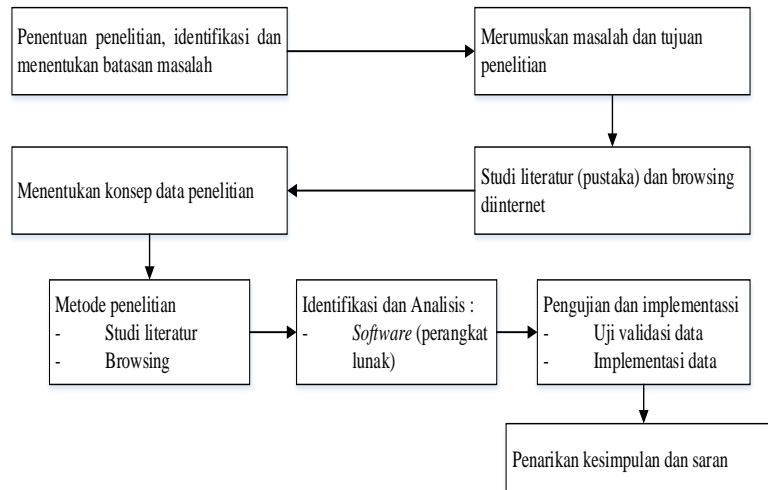 Penentuan penelitian, identifikasi dan
menentukan batasan masalah
Merumuskan masalah dan tujuan
penelitian
Studi literatur (pustaka) dan browsing
diinternet
Menentukan konsep data penelitian
Metode penelitian
- Studi literatur
- Browsing
Identifikasi dan Analisis :
- Software (perangkat
lunak)
Pengujian dan implementassi
- Uji validasi data
- Implementasi data
Penarikan kesimpulan dan saran